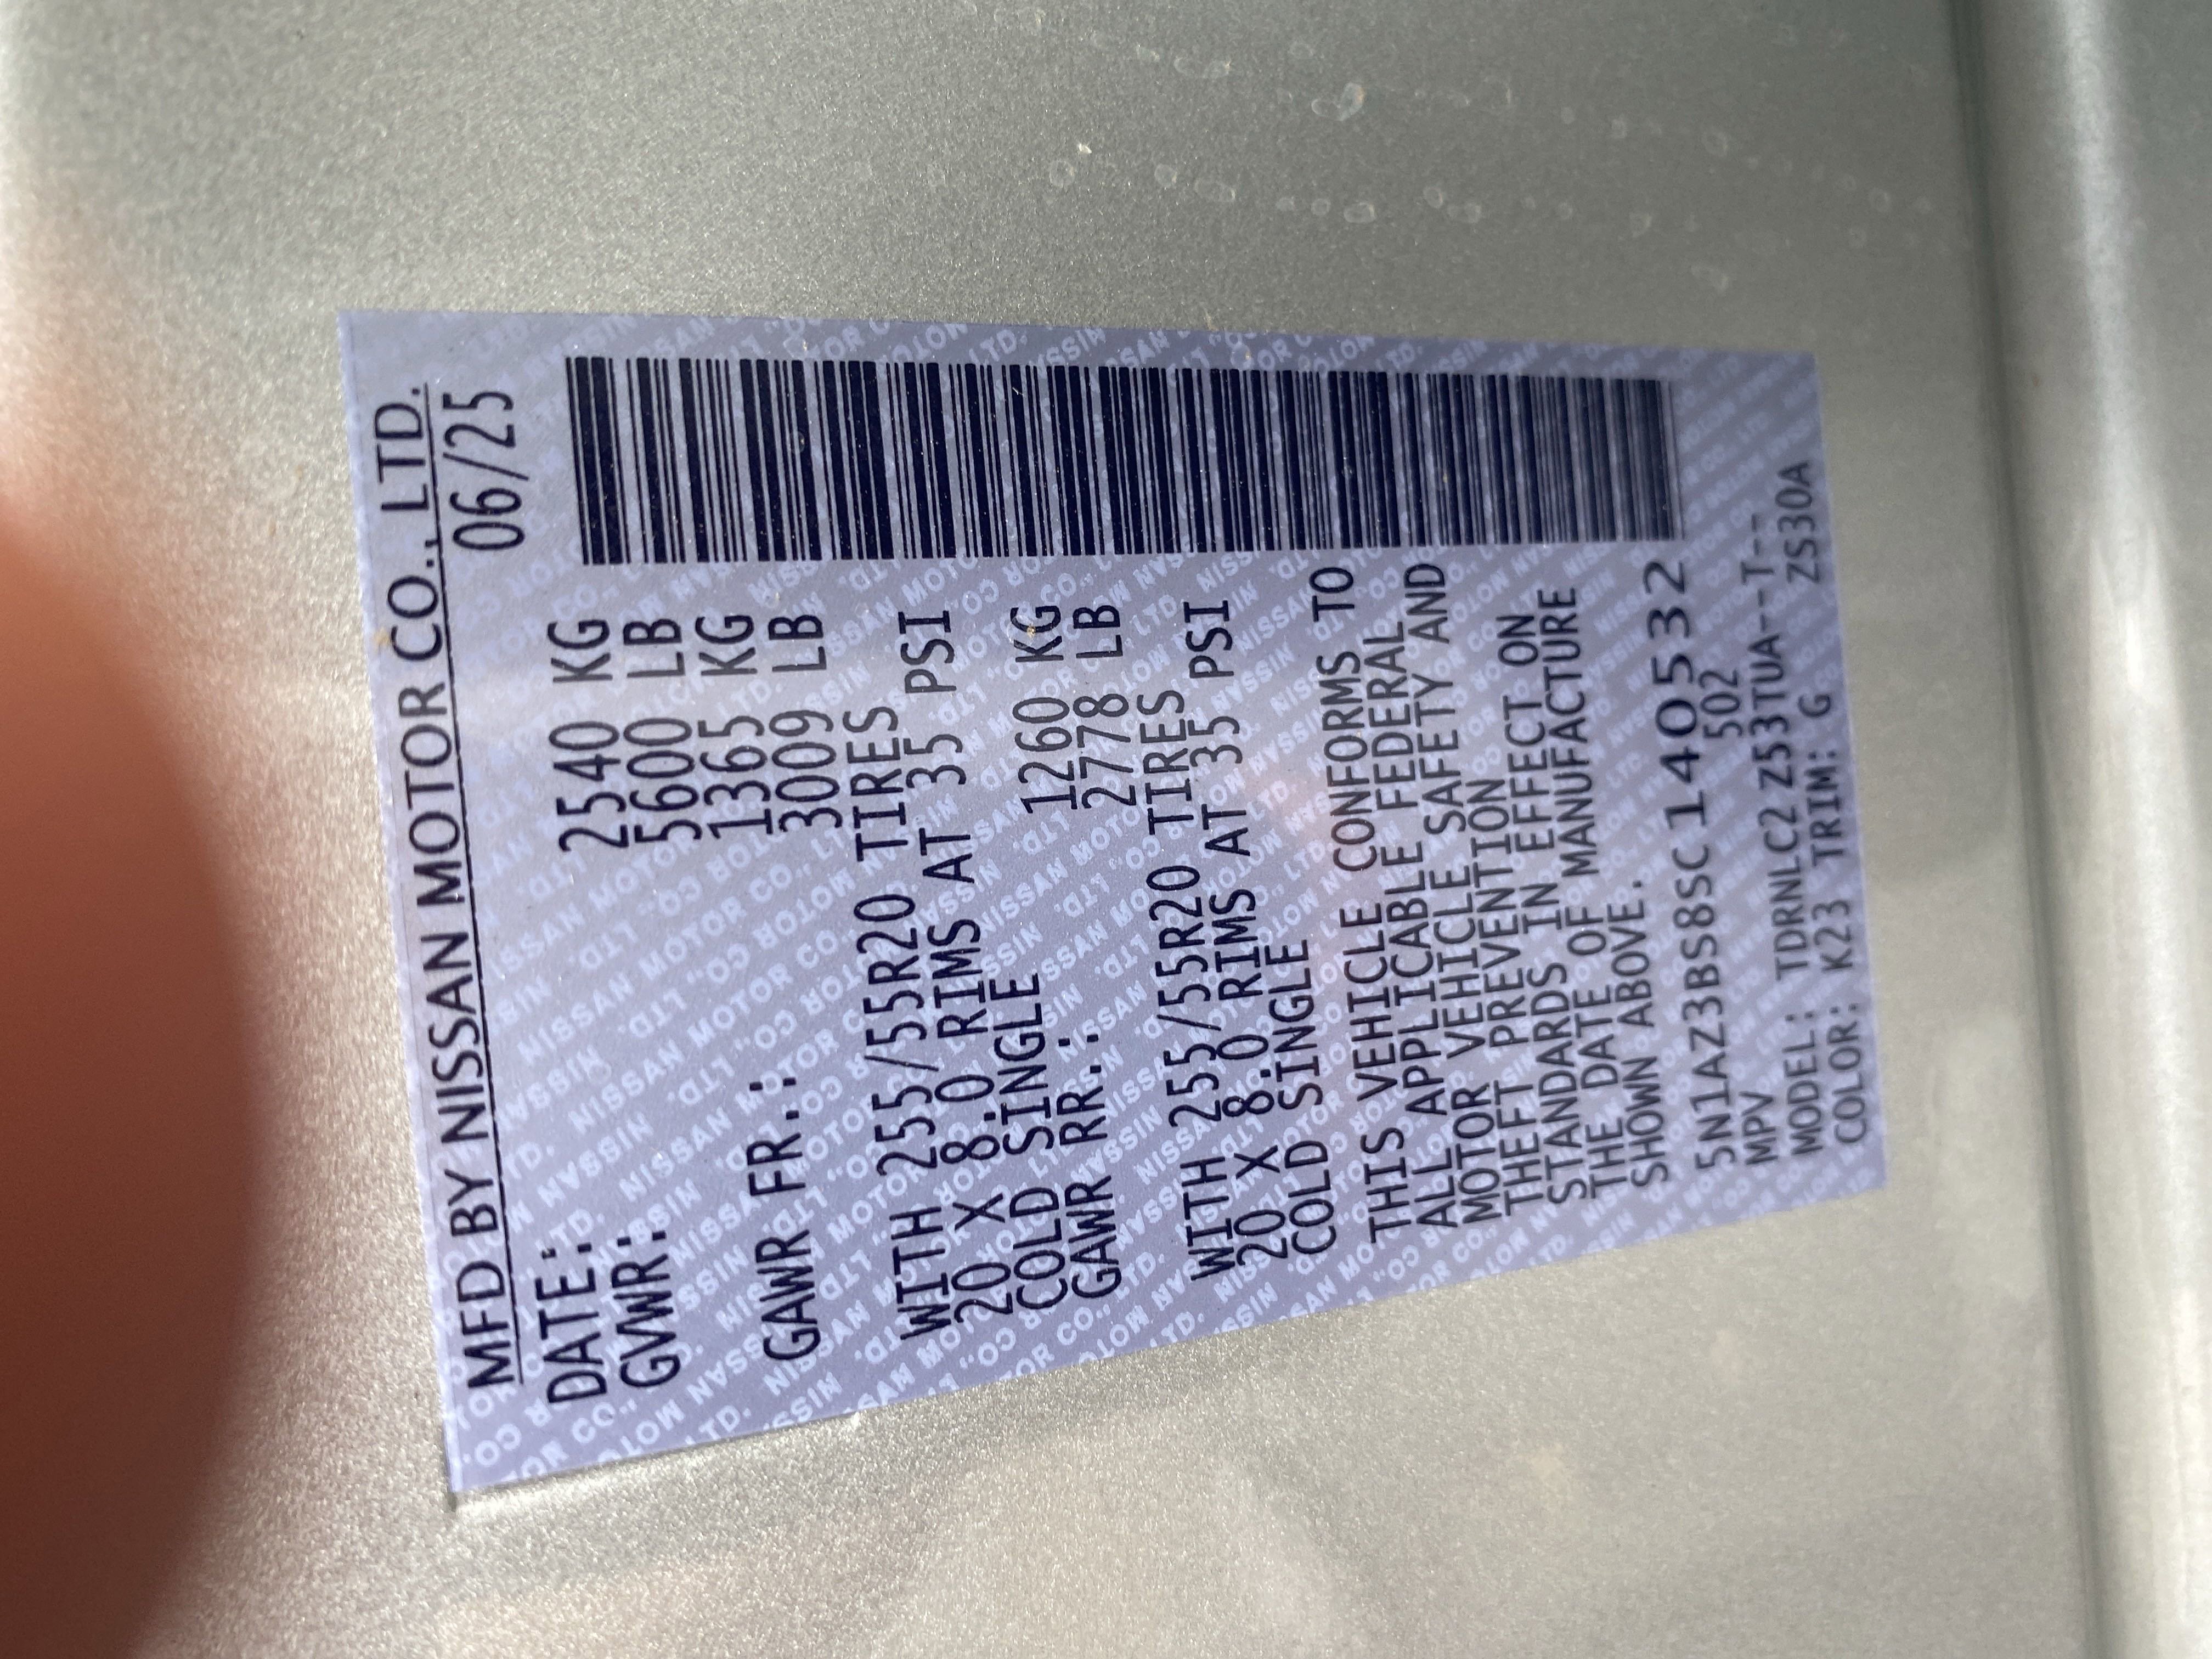 MFD BY NISSAN MOTOR CO., LTD.
DATE: 06/25
GVWR: 2540 KG
5600 LB
GAWR FR.: 1365 KG
3009 LB
WITH 255/55R20 TIRES
20 X 8.0 RIMS AT 35 PSI
COLD SINGLE
GAWR RR.: 1260 KG
2778 LB
WITH 255/55R20 TIRES
20 X 8.0 RIMS AT 35 PSI
COLD SINGLE
THIS VEHICLE CONFORMS TO
ALL APPLICABLE FEDERAL
MOTOR VEHICLE SAFETY AND
THEFT PREVENTION
STANDARDS IN EFFECT ON
THE DATE OF MANUFACTURE
SHOWN ABOVE.
5N1AZ3BS8SC140532
MPV 502
MODEL: TDRNLC2 Z53TUA--T--
COLOR: K23 TRIM: G ZS30A